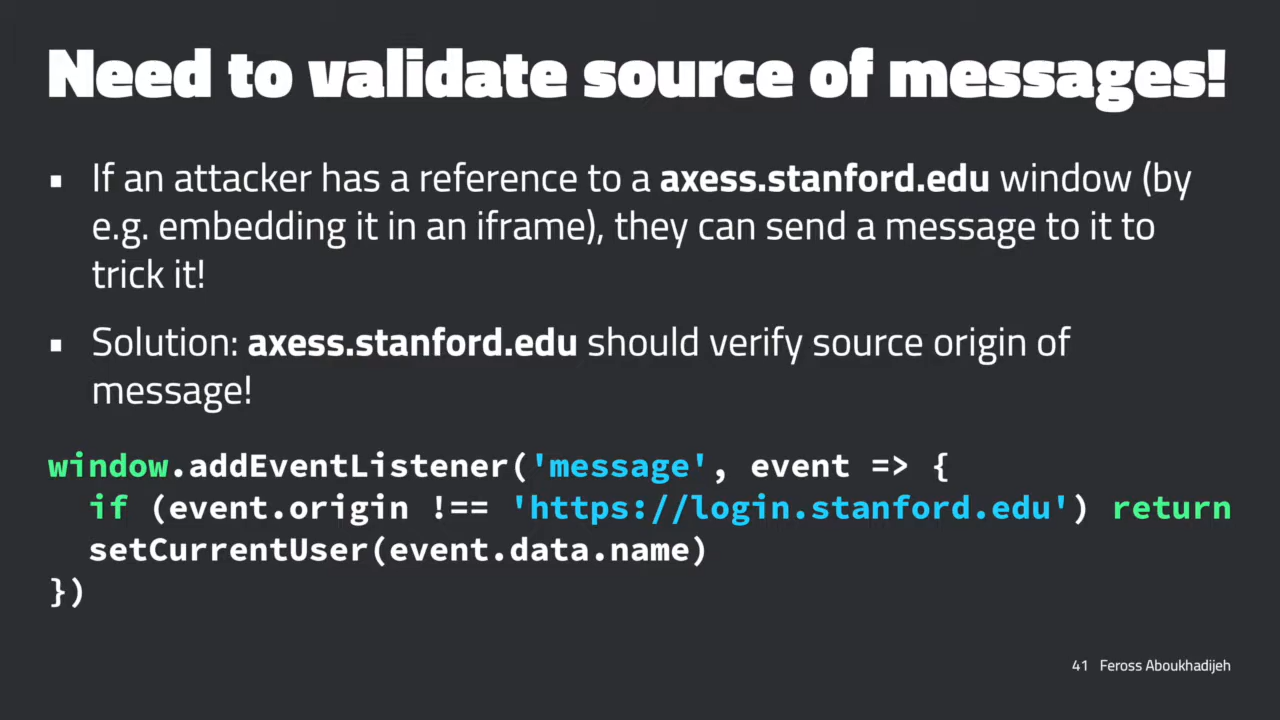 Need to validate source of messages!
▪ If an attacker has a reference to a axess.stanford.edu window (by
e.g. embedding it in an iframe), they can send a message to it to
trick it!
▪ Solution: axess.stanford.edu should verify source origin of
message!
window.addEventListener('message', event => {
  if (event.origin !== 'https://login.stanford.edu') return
  setCurrentUser(event.data.name)
})
41 Feross Aboukhadijeh